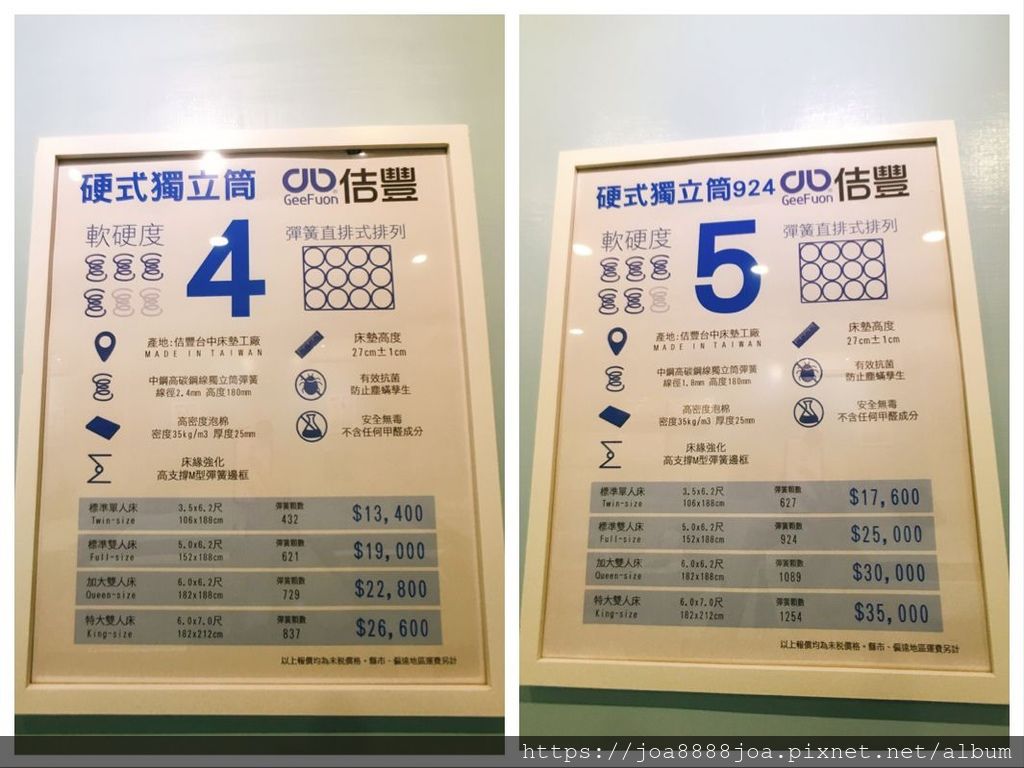 硬式獨立筒
GeeFuon 佶豐
軟硬度
4
彈簧直排式排列
產地:佶豐台中床墊工廠
MADE IN TAIWAN
床墊高度
27cm±1cm
中鋼高碳鋼線獨立筒彈簧
線徑2.4mm 高度180mm
有效抗菌
防止塵蟎孳生
高密度泡棉
密度35kg/m3 厚度25mm
安全無毒
不含任何甲醛成分
床緣強化
高支撐M型彈簧邊框
標準單人床 3.5x6.2尺 彈簧顆數
Twin-size 106x188cm 432 $13,400
標準雙人床 5.0x6.2尺 彈簧顆數
Full-size 152x188cm 621 $19,000
加大雙人床 6.0x6.2尺 彈簧顆數
Queen-size 182x188cm 729 $22,800
特大雙人床 6.0x7.0尺 彈簧顆數
King-size 182x212cm 837 $26,600
以上報價均為未稅價格。縣市、偏遠地區運費另計
硬式獨立筒924
GeeFuon 佶豐
軟硬度
5
彈簧直排式排列
產地:佶豐台中床墊工廠
MADE IN TAIWAN
床墊高度
27cm±1cm
中鋼高碳鋼線獨立筒彈簧
線徑1.8mm 高度180mm
有效抗菌
防止塵蟎孳生
高密度泡棉
密度35kg/m3 厚度25mm
安全無毒
不含任何甲醛成分
床緣強化
高支撐M型彈簧邊框
標準單人床 3.5x6.2尺 彈簧顆數
Twin-size 106x188cm 627 $17,600
標準雙人床 5.0x6.2尺 彈簧顆數
Full-size 152x188cm 924 $25,000
加大雙人床 6.0x6.2尺 彈簧顆數
Queen-size 182x188cm 1089 $30,000
特大雙人床 6.0x7.0尺 彈簧顆數
King-size 182x212cm 1254 $35,000
以上報價均為未稅價格。縣市、偏遠地區運費另計
https://joa8888joa.pixnet.net/album